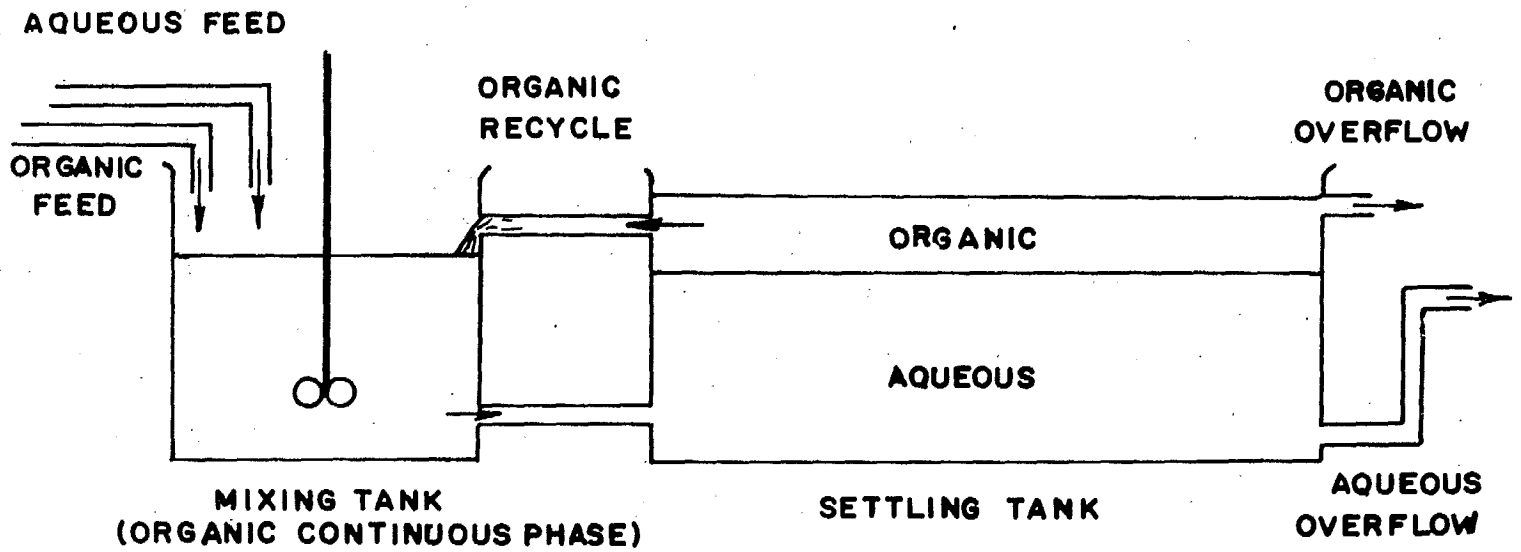 AQUEOUS FEED
ORGANIC
FEED
ORGANIC
RECYCLE
ORGANIC
OVERFLOW
ORGANIC
AQUEOUS
MIXING TANK
(ORGANIC CONTINUOUS PHASE)
SETTLING TANK
AQUEOUS
OVERFLOW